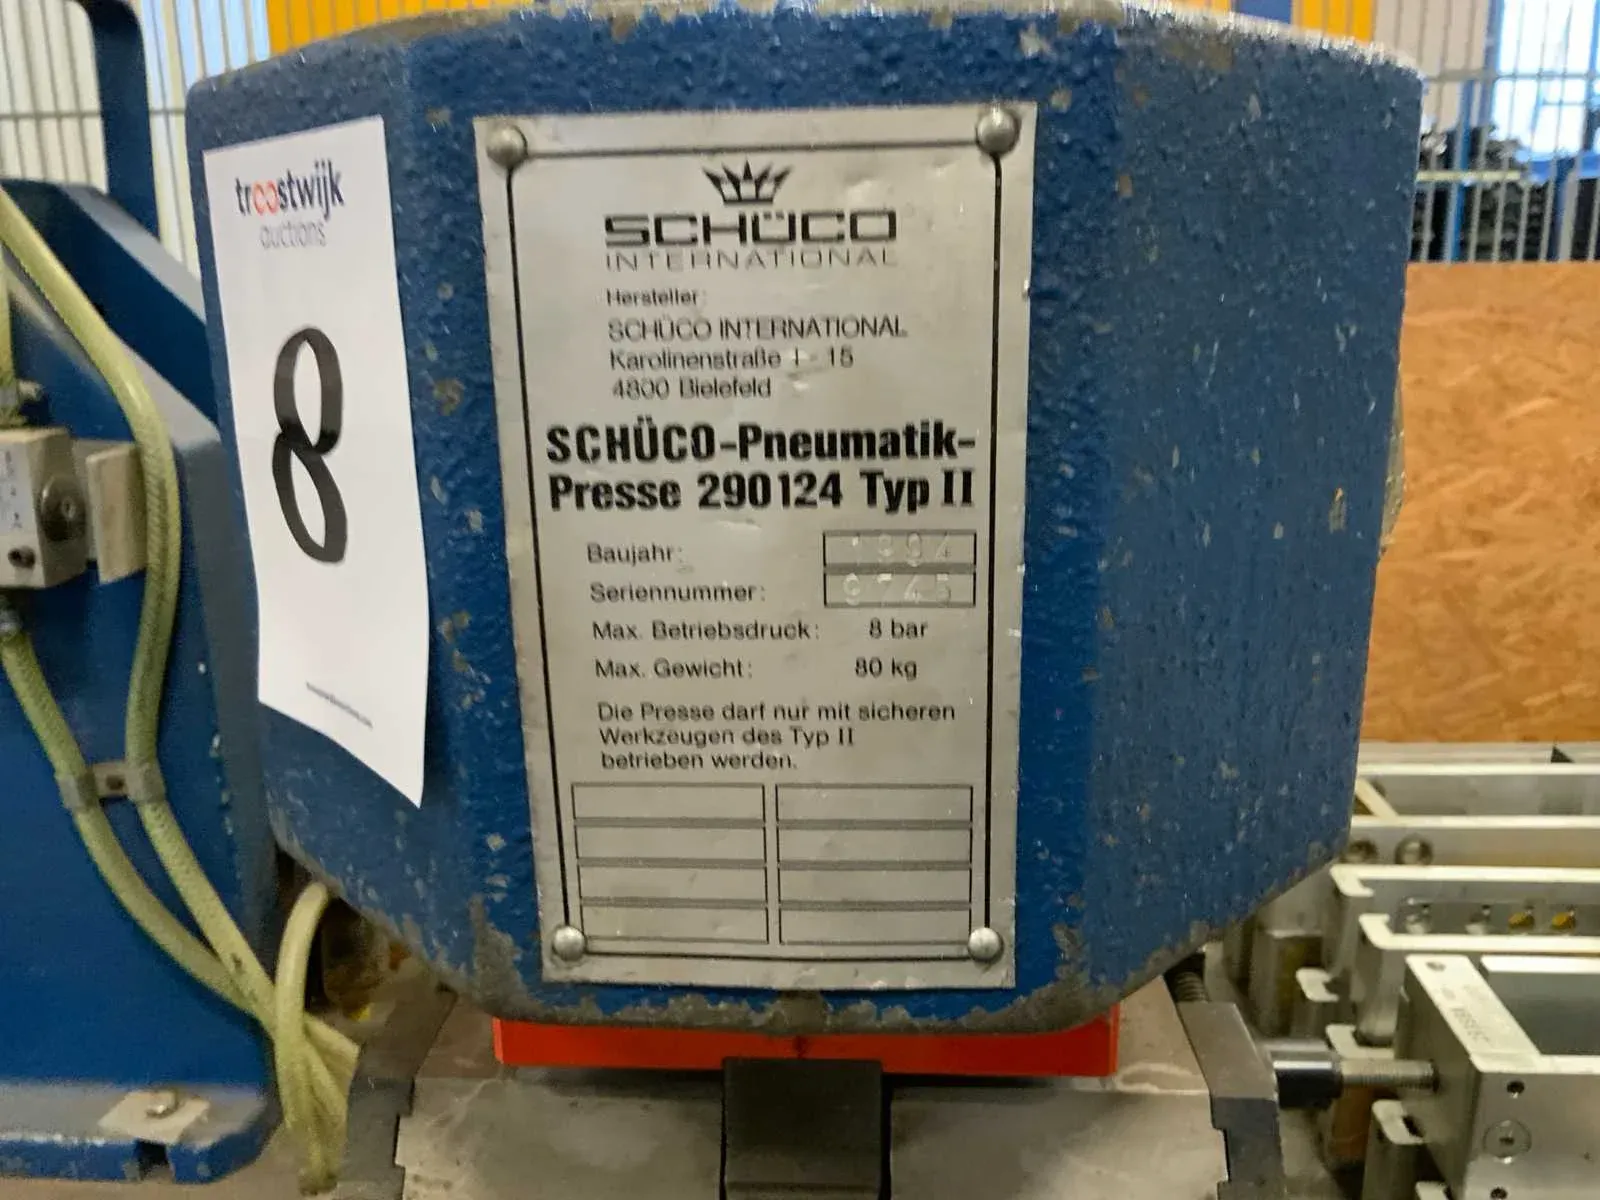 troostwijk
auctions
8
SCHÜCO
INTERNATIONAL
Hersteller:
SCHÜCO INTERNATIONAL
Karolinenstraße 1 - 15
4800 Bielefeld
SCHÜCO-Pneumatik-
Presse 290124 Typ II
Baujahr: 1994
Seriennummer:
Max. Betriebsdruck: 8 bar
Max. Gewicht: 80 kg
Die Presse darf nur mit sicheren
Werkzeugen des Typ II
betrieben werden.